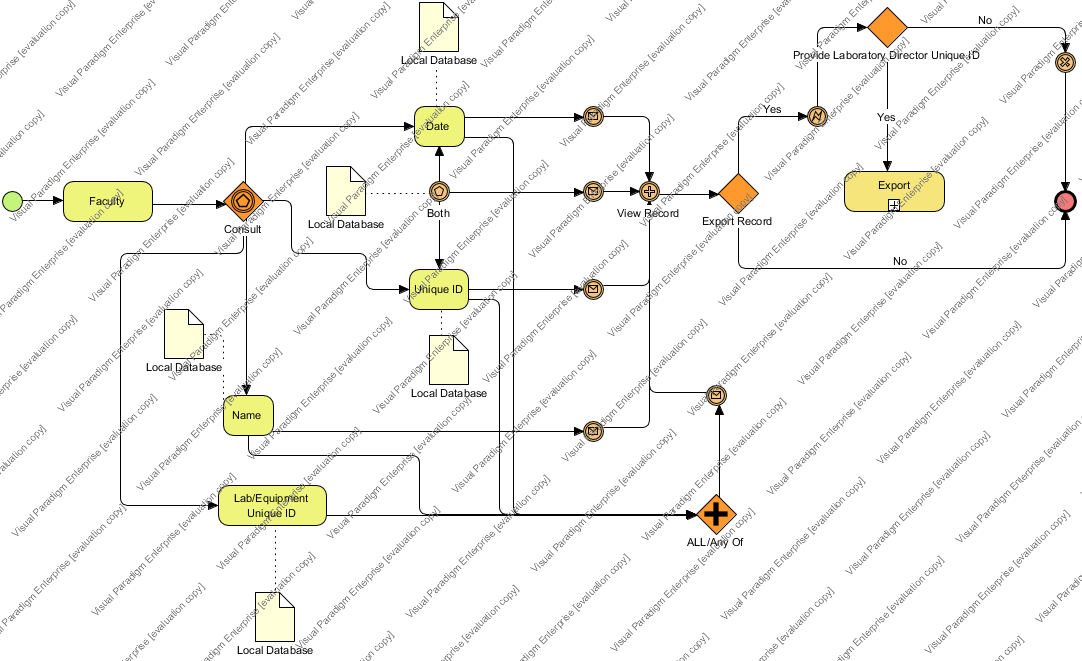 Local Database
No
Provide Laboratory Director Unique ID
Yes
Date
Yes
Export
Faculty
Local Database
Both
View Record
Export Record
Consult
No
Unique ID
Local Database
Local Database
Name
Lab/Equipment
Unique ID
ALL/Any Of
Local Database
Visual Paradigm Enterprise [evaluation copy]